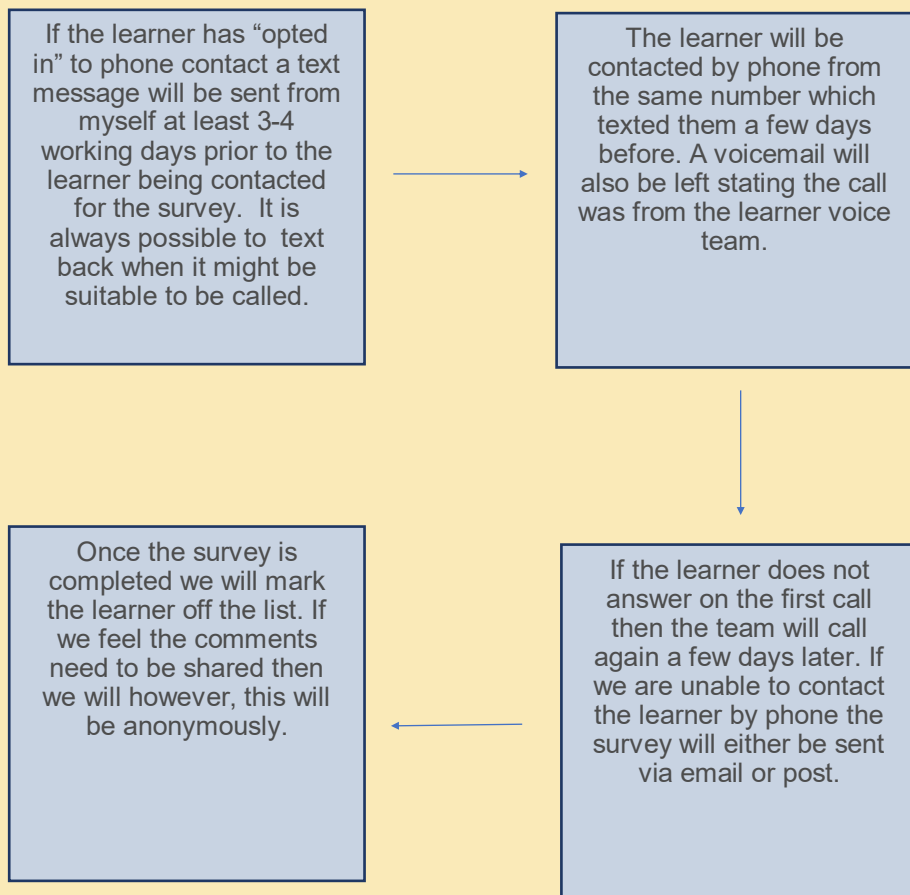 If the learner has “opted
in” to phone contact a text
message will be sent from
myself at least 3-4
working days prior to the
learner being contacted
for the survey.  It is
always possible to  text
back when it might be
suitable to be called.
The learner will be
contacted by phone from
the same number which
texted them a few days
before. A voicemail will
also be left stating the call
was from the learner voice
team.
If the learner does not
answer on the first call
then the team will call
again a few days later. If
we are unable to contact
the learner by phone the
survey will either be sent
via email or post.
Once the survey is
completed we will mark
the learner off the list. If
we feel the comments
need to be shared then
we will however, this will
be anonymously.